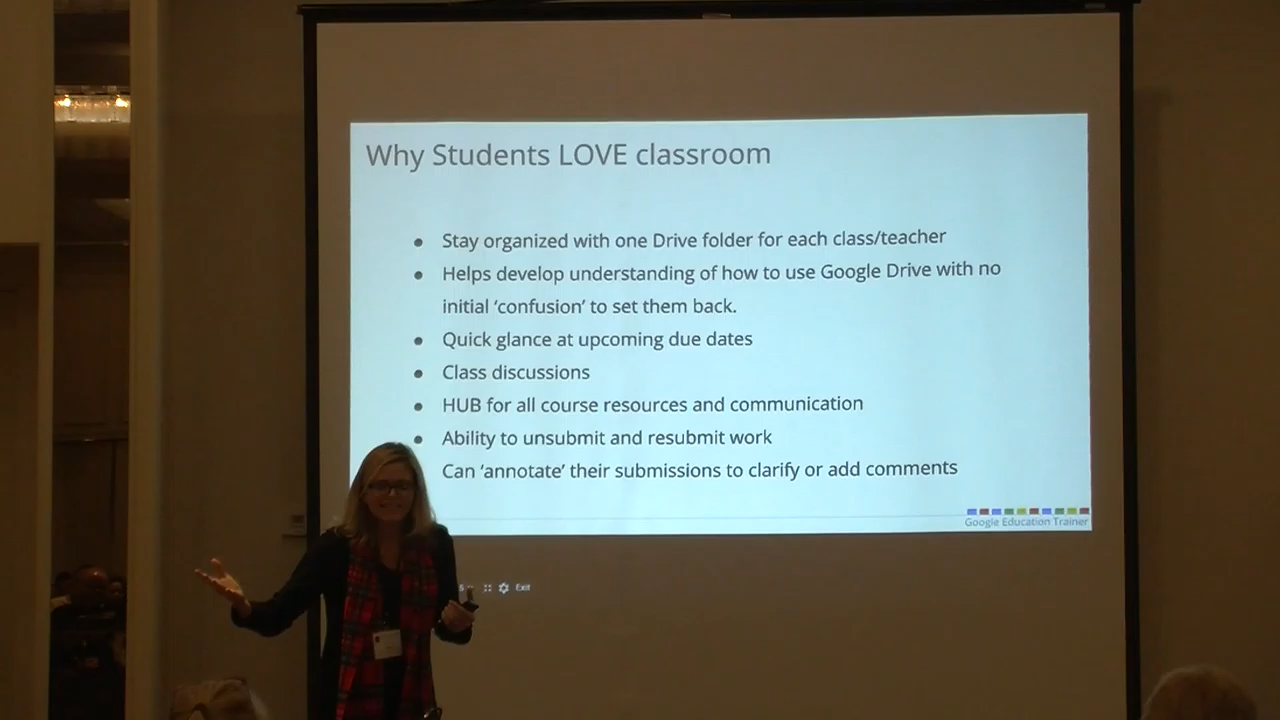 Why Students LOVE classroom
● Stay organized with one Drive folder for each class/teacher
● Helps develop understanding of how to use Google Drive with no
initial ‘confusion’ to set them back.
● Quick glance at upcoming due dates
● Class discussions
● HUB for all course resources and communication
● Ability to unsubmit and resubmit work
Can ‘annotate’ their submissions to clarify or add comments
Google Education Trainer
Exit